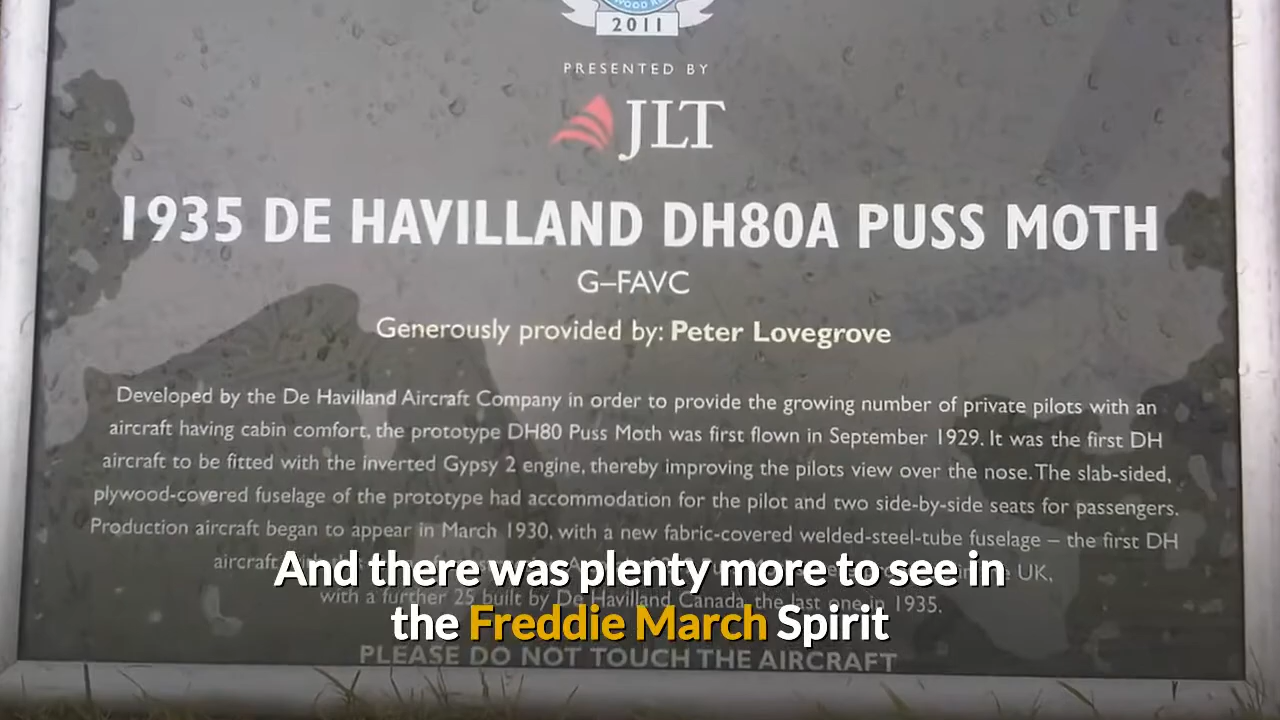 2011
PRESENTED BY
JLT
1935 DE HAVILLAND DH80A PUSS MOTH
G–FAVC
Generously provided by: Peter Lovegrove
Developed by the De Havilland Aircraft Company in order to provide the growing number of private pilots with an
aircraft having cabin comfort, the prototype DH80 Puss Moth was first flown in September 1929. It was the first DH
aircraft to be fitted with the inverted Gypsy 2 engine, thereby improving the pilots view over the nose. The slab-sided,
plywood-covered fuselage of the prototype had accommodation for the pilot and two side-by-side seats for passengers.
Production aircraft began to appear in March 1930, with a new fabric-covered welded-steel-tube fuselage – the first DH
aircraft UK,
And there was plenty more to see in
with a further 25 built by De Havilland Canada, the last one in 1935.
the Freddie March Spirit
PLEASE DO NOT TOUCH THE AIRCRAFT